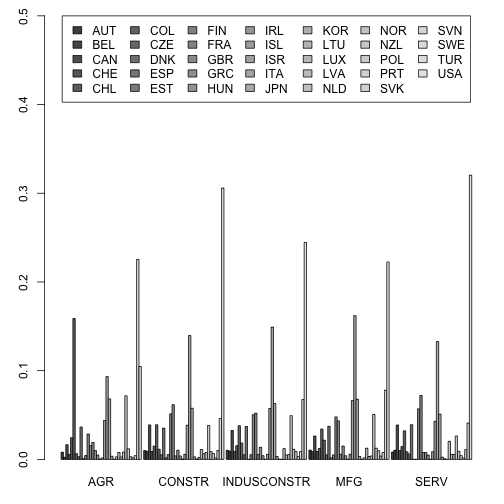 0.5
0.4
0.3
0.2
0.1
0.0
AUT COL FIN IRL KOR NOR SVN
BEL CZE FRA ISL LTU NZL SWE
CAN DNK GBR ISR LUX POL TUR
CHE ESP GRC ITA LVA PRT USA
CHL EST HUN JPN NLD SVK
AGR CONSTR INDUSCONSTR MFG SERV